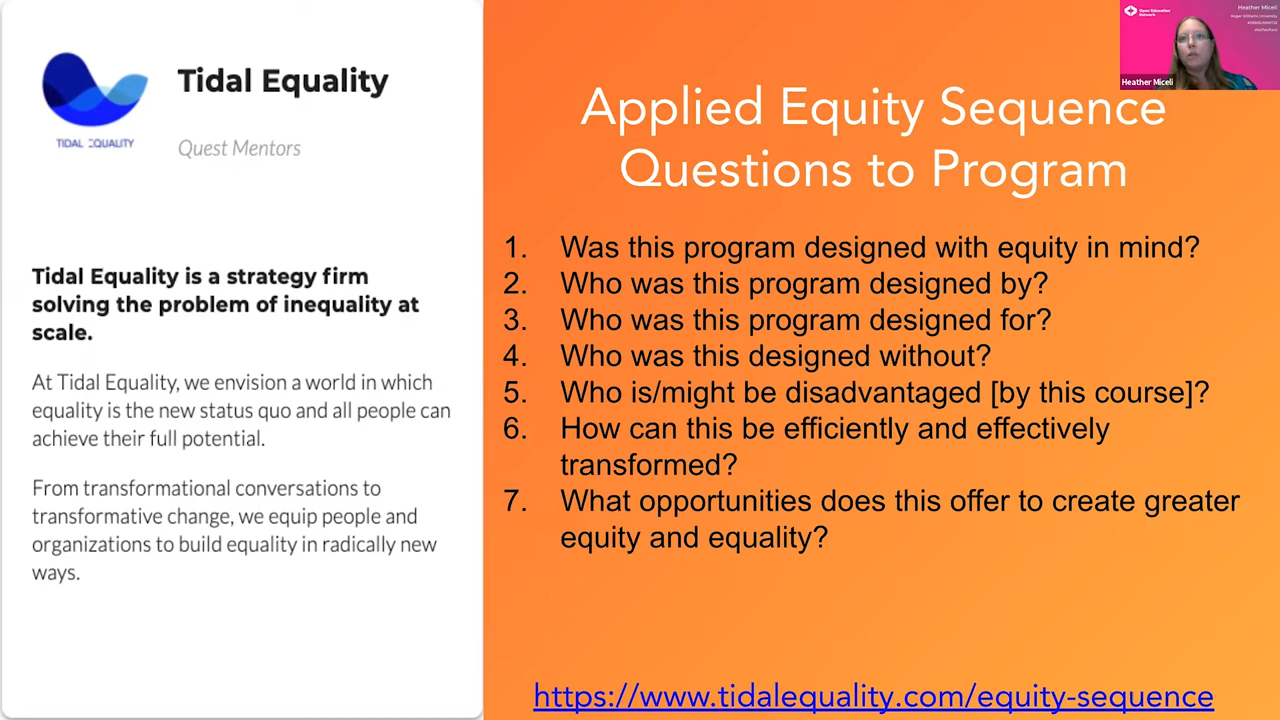 Tidal Equality
TIDAL EQUALITY
Quest Mentors
Tidal Equality is a strategy firm
solving the problem of inequality at
scale.
At Tidal Equality, we envision a world in which
equality is the new status quo and all people can
achieve their full potential.
From transformational conversations to
transformative change, we equip people and
organizations to build equality in radically new
ways.
Applied Equity Sequence
Questions to Program
1. Was this program designed with equity in mind?
2. Who was this program designed by?
3. Who was this program designed for?
4. Who was this designed without?
5. Who is/might be disadvantaged [by this course]?
6. How can this be efficiently and effectively
transformed?
7. What opportunities does this offer to create greater
equity and equality?
https://www.tidalequality.com/equity-sequence
Open Education
Network
Heather Miceli
Roger Williams University
Heather Miceli